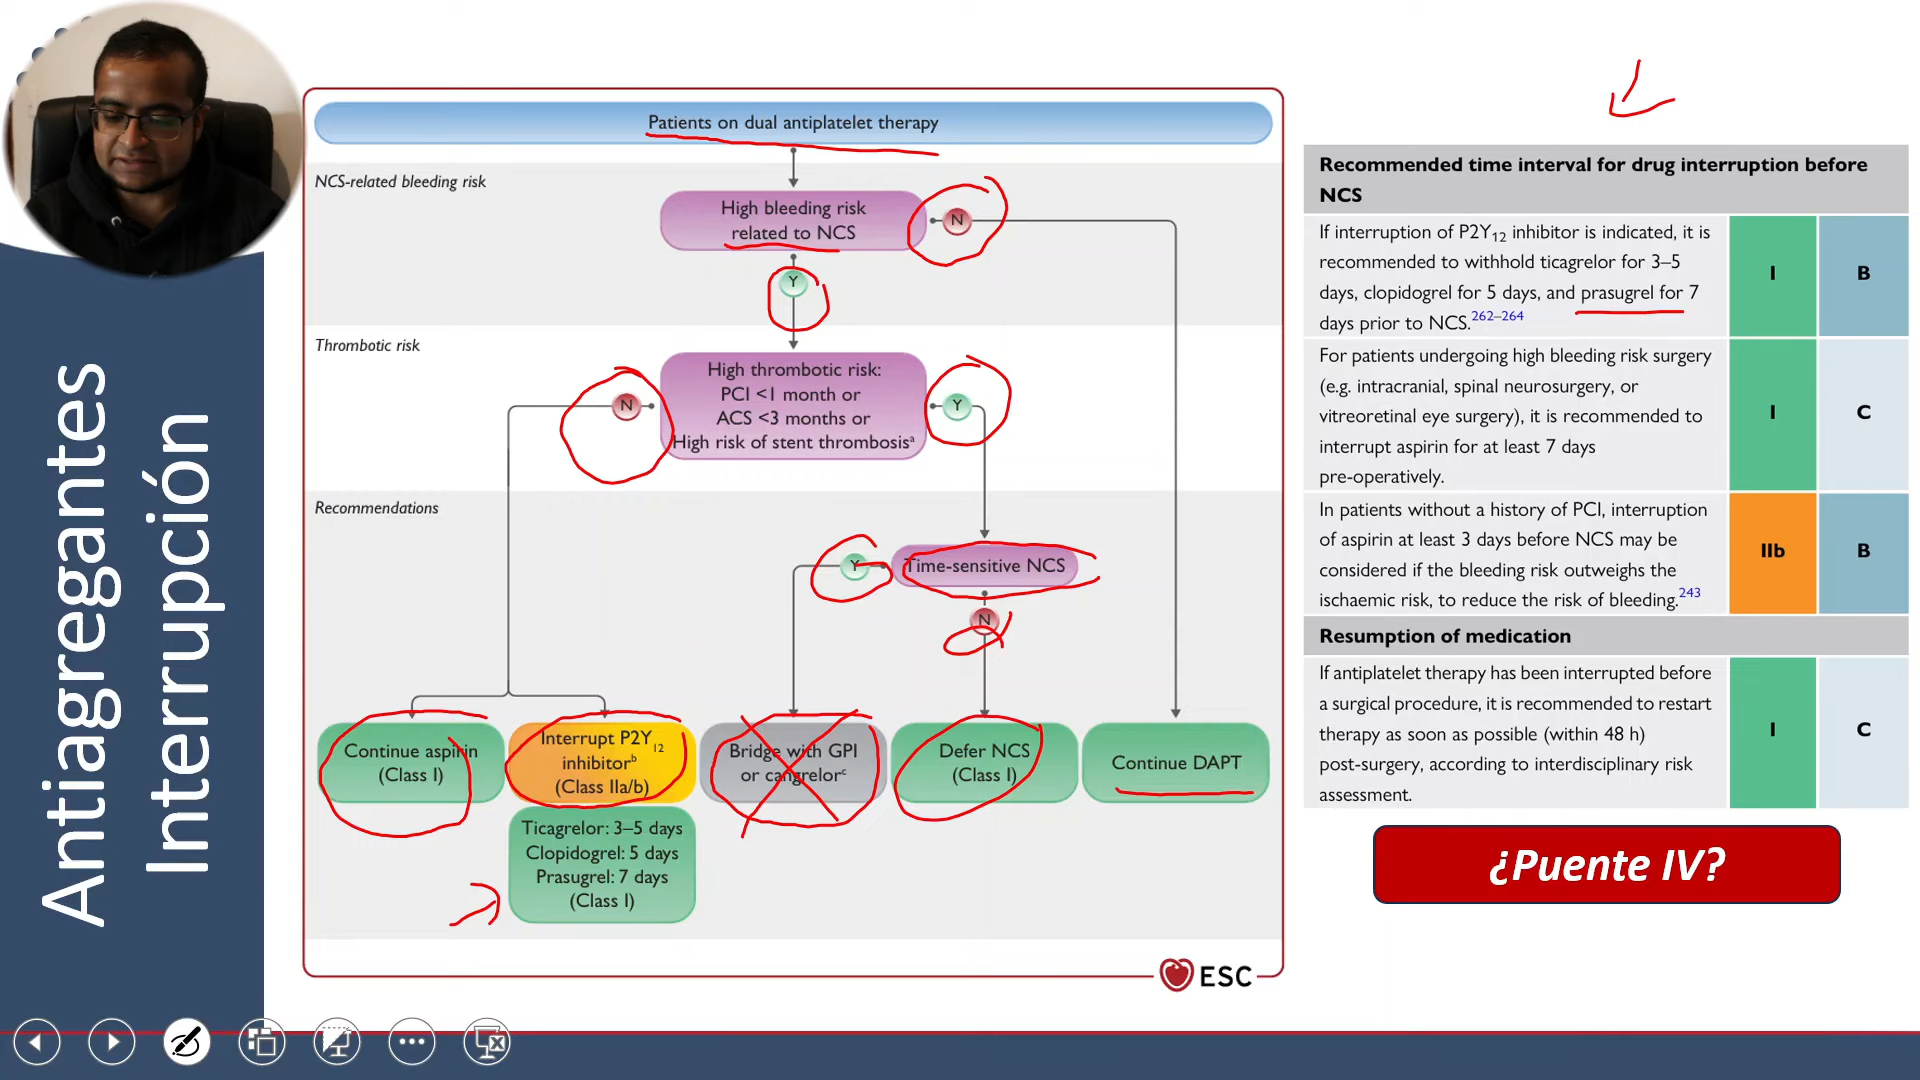 Antiagregantes
Interrupción
Patients on dual antiplatelet therapy
NCS-related bleeding risk
High bleeding risk
related to NCS
N
Y
Thrombotic risk
High thrombotic risk:
PCI <1 month or
ACS <3 months or
High risk of stent thrombosisᵃ
N
Y
Recommendations
Time-sensitive NCS
Y
N
Continue aspirin
(Class I)
Interrupt P2Y₁₂
inhibitorᵇ
(Class IIa/b)
Ticagrelor: 3–5 days
Clopidogrel: 5 days
Prasugrel: 7 days
(Class I)
Bridge with GPI
or cangrelorᶜ
Defer NCS
(Class I)
Continue DAPT
ESC
Recommended time interval for drug interruption before
NCS
If interruption of P2Y₁₂ inhibitor is indicated, it is
recommended to withhold ticagrelor for 3–5
days, clopidogrel for 5 days, and prasugrel for 7
days prior to NCS.²⁶²⁻²⁶⁴
I
B
For patients undergoing high bleeding risk surgery
(e.g. intracranial, spinal neurosurgery, or
vitreoretinal eye surgery), it is recommended to
interrupt aspirin for at least 7 days
pre-operatively.
I
C
In patients without a history of PCI, interruption
of aspirin at least 3 days before NCS may be
considered if the bleeding risk outweighs the
ischaemic risk, to reduce the risk of bleeding.²⁴³
IIb
B
Resumption of medication
If antiplatelet therapy has been interrupted before
a surgical procedure, it is recommended to restart
therapy as soon as possible (within 48 h)
post-surgery, according to interdisciplinary risk
assessment.
I
C
¿Puente IV?